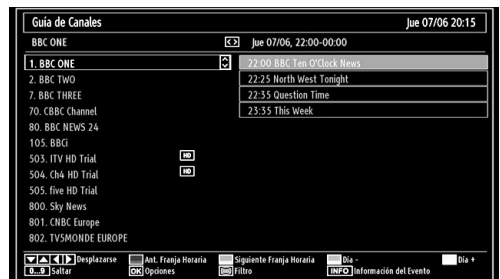 Guía de Canales Jue 07/06 20:15
BBC ONE Jue 07/06, 22:00-00:00
1. BBC ONE 22:00 BBC Ten O'Clock News
2. BBC TWO 22:25 North West Tonight
7. BBC THREE 22:35 Question Time
70. CBBC Channel 23:35 This Week
80. BBC NEWS 24
105. BBCi
503. ITV HD Trial HD
504. Ch4 HD Trial HD
505. five HD Trial
800. Sky News
801. CNBC Europe
802. TV5MONDE EUROPE
Desplazarse Ant. Franja Horaria Siguiente Franja Horaria Día - Día +
0...9 Saltar OK Opciones Filtro INFO Información del Evento